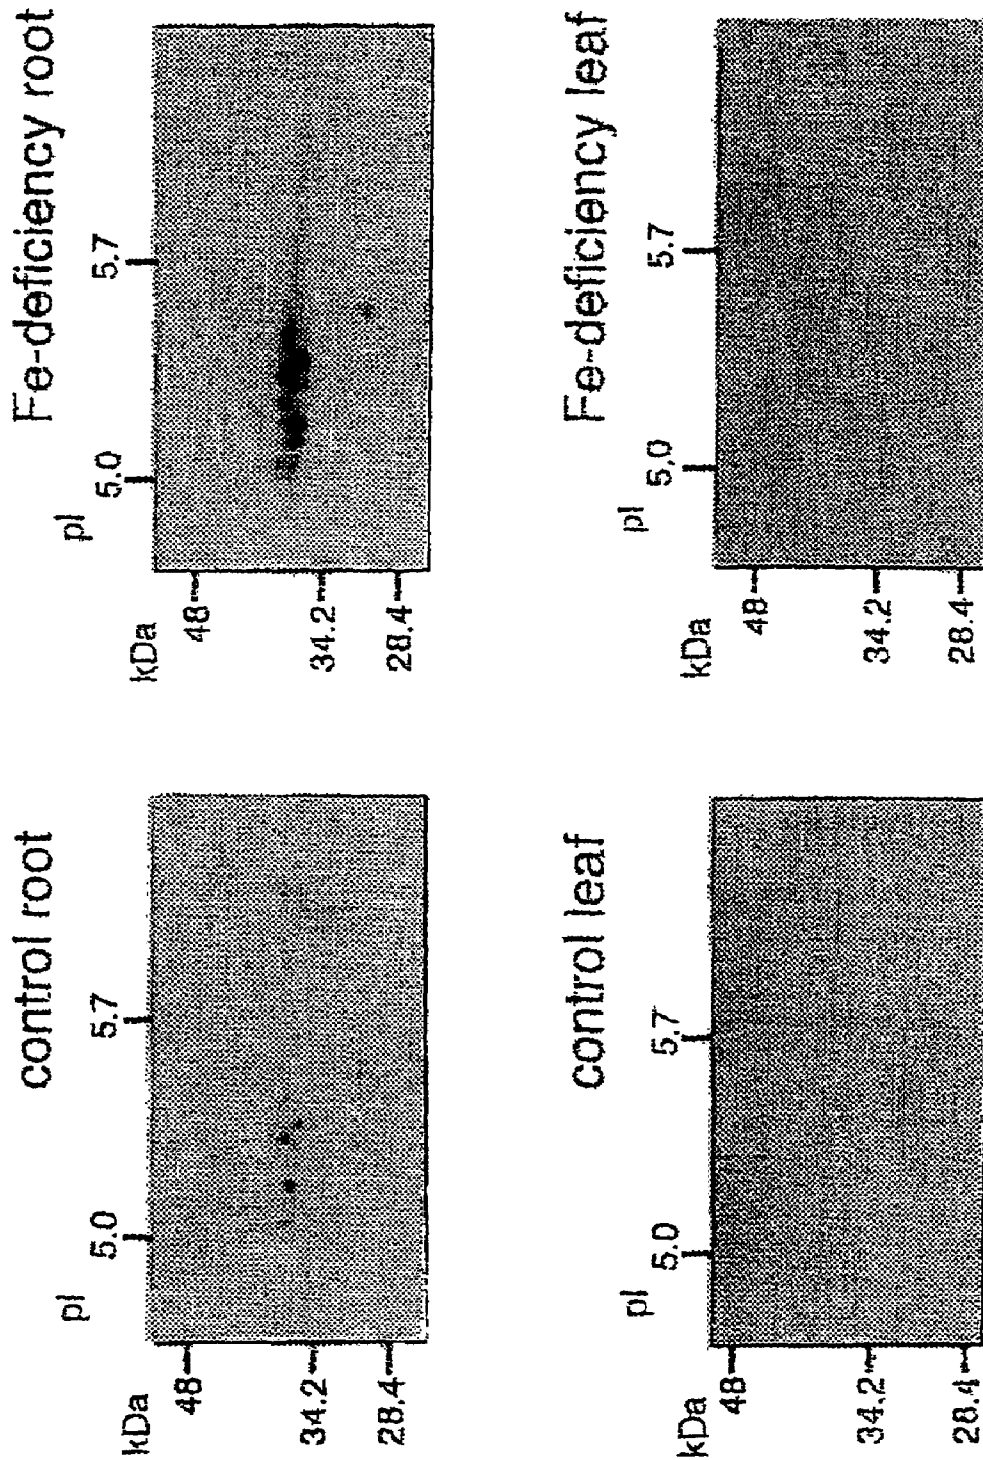 control root
pI 5.0 5.7
kDa
48
34.2
28.4
Fe-deficiency root
pI 5.0 5.7
kDa
48
34.2
28.4
control leaf
pI 5.0 5.7
kDa
48
34.2
28.4
Fe-deficiency leaf
pI 5.0 5.7
kDa
48
34.2
28.4